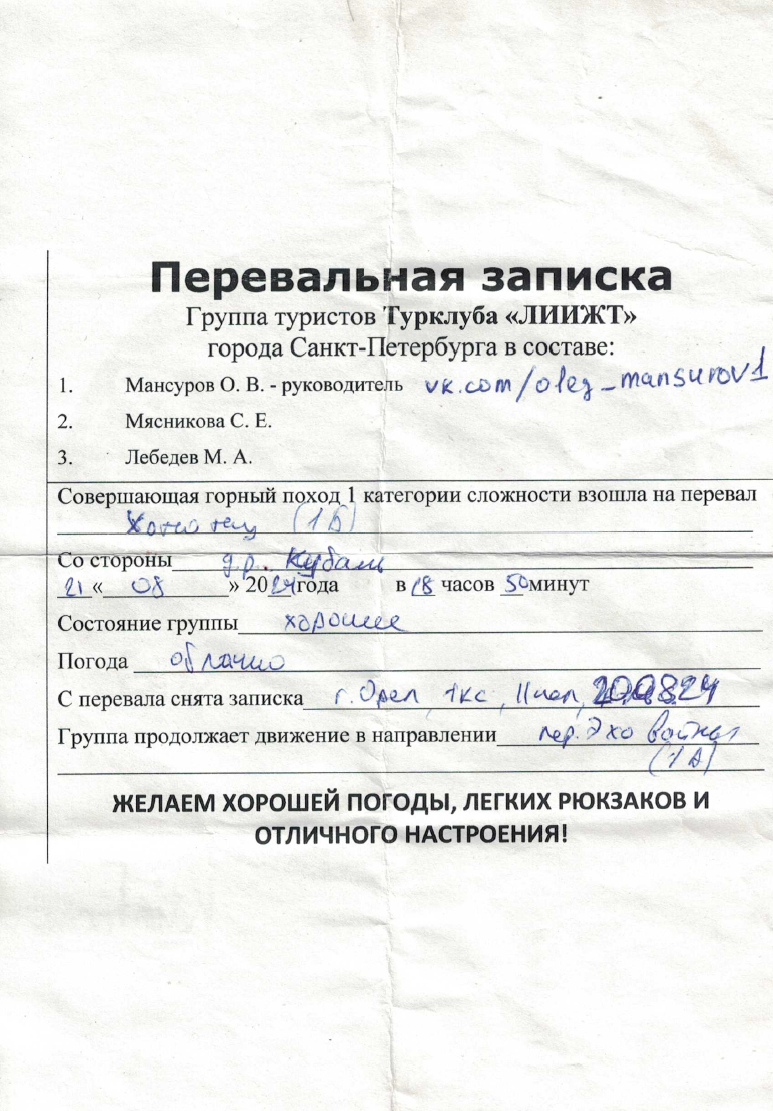 Перевальная записка
Группа туристов Турклуба «ЛИИЖТ»
города Санкт-Петербурга в составе:
1. Мансуров О. В. - руководитель vk.com/oleg_mansurov1
2. Мясникова С. Е.
3. Лебедев М. А.
Совершающая горный поход 1 категории сложности взошла на перевал
Хотютец (1Б)
Со стороны д.р. Кубань
21 « 08 » 2024 года в 18 часов 50 минут
Состояние группы хорошее
Погода облачно
С перевала снята записка г. Орел, 1кс, 11чел, 200824
Группа продолжает движение в направлении пер. Эхо войны
(1А)
ЖЕЛАЕМ ХОРОШЕЙ ПОГОДЫ, ЛЕГКИХ РЮКЗАКОВ И
ОТЛИЧНОГО НАСТРОЕНИЯ!